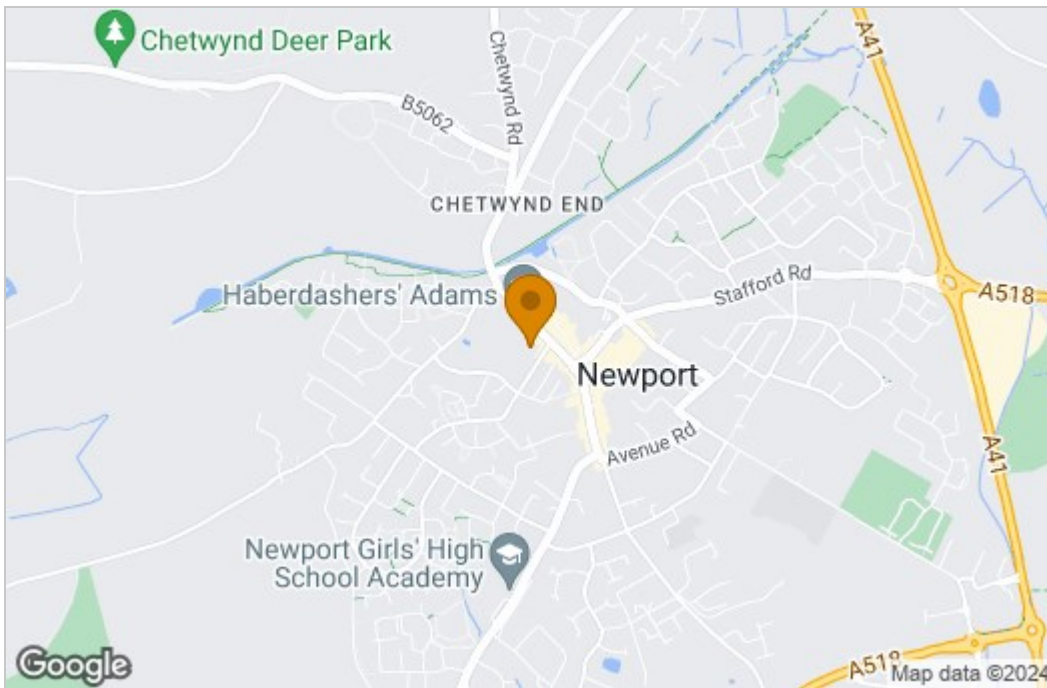 Chetwynd Deer Park
Chetwynd Rd
A41
B5062
CHETWYND END
Haberdashers' Adams
Stafford Rd
A518
Newport
Avenue Rd
A41
Newport Girls' High
School Academy
A518
Google
Map data ©2024